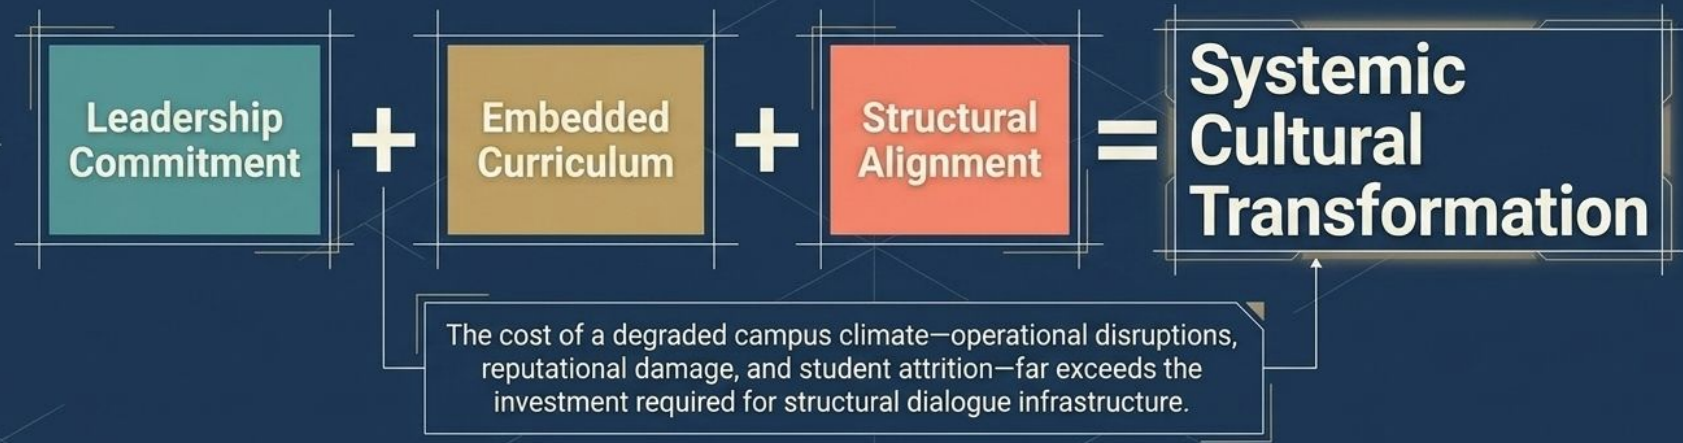 Leadership
Commitment
+
Embedded
Curriculum
+
Structural
Alignment
=
Systemic
Cultural
Transformation
The cost of a degraded campus climate—operational disruptions,
reputational damage, and student attrition—far exceeds the
investment required for structural dialogue infrastructure.